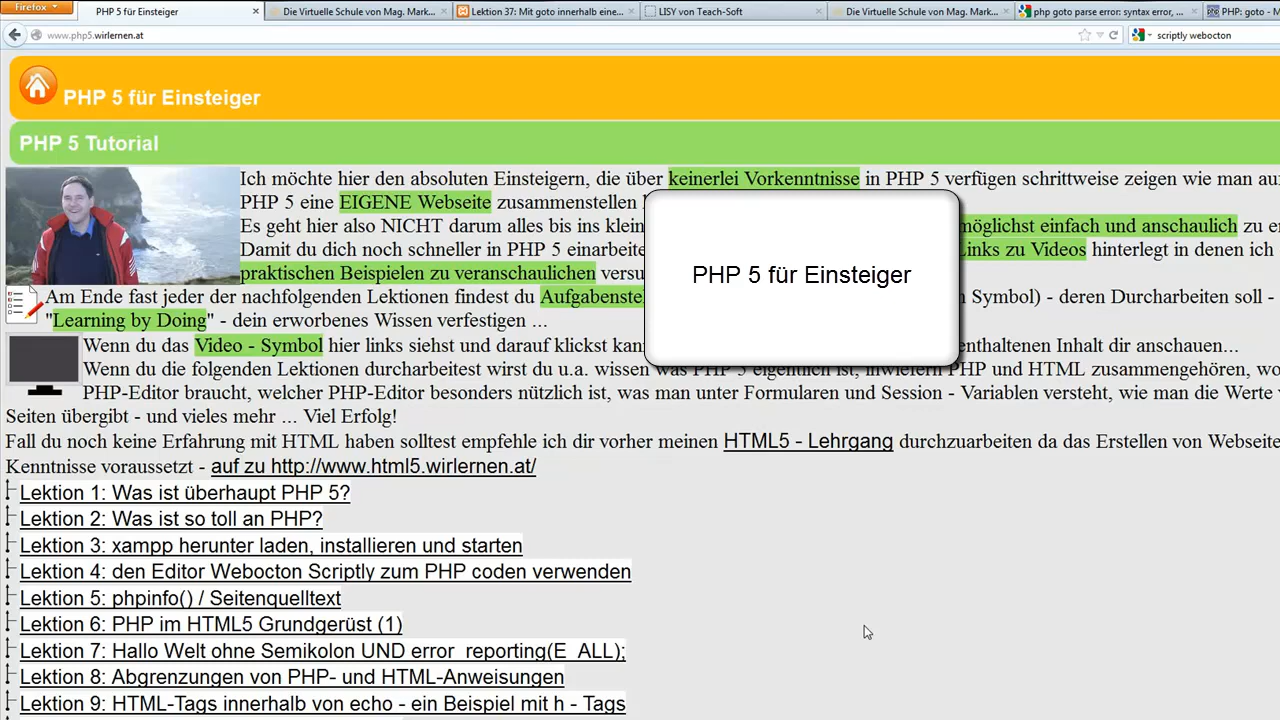 Firefox
PHP 5 für Einsteiger
Die Virtuelle Schule von Mag. Mark...
Lektion 37: Mit goto innerhalb eine...
LISY von Teach-Soft
Die Virtuelle Schule von Mag. Mark...
php goto parse error: syntax error, ...
PHP: goto - M
www.php5.wirlernen.at
scriptly webocton
PHP 5 für Einsteiger
PHP 5 Tutorial
Ich möchte hier den absoluten Einsteigern, die über keinerlei Vorkenntnisse in PHP 5 verfügen schrittweise zeigen wie man au
PHP 5 eine EIGENE Webseite zusammenstellen
Es geht hier also NICHT darum alles bis ins klein möglichst einfach und anschaulich zu e
Damit du dich noch schneller in PHP 5 einarbeite Links zu Videos hinterlegt in denen ich
praktischen Beispielen zu veranschaulichen versu
PHP 5 für Einsteiger
Am Ende fast jeder der nachfolgenden Lektionen findest du Aufgabenste Symbol) - deren Durcharbeiten soll -
"Learning by Doing" - dein erworbenes Wissen verfestigen ...
Wenn du das Video - Symbol hier links siehst und darauf klickst kan enthaltenen Inhalt dir anschauen...
Wenn du die folgenden Lektionen durcharbeitest wirst du u.a. wissen was PHP 5 eigentlich ist, inwiefern PHP und HTML zusammengehören, wo
PHP-Editor braucht, welcher PHP-Editor besonders nützlich ist, was man unter Formularen und Session - Variablen versteht, wie man die Werte
Seiten übergibt - und vieles mehr ... Viel Erfolg!
Fall du noch keine Erfahrung mit HTML haben solltest empfehle ich dir vorher meinen HTML5 - Lehrgang durchzuarbeiten da das Erstellen von Webseite
Kenntnisse voraussetzt - auf zu http://www.html5.wirlernen.at/
Lektion 1: Was ist überhaupt PHP 5?
Lektion 2: Was ist so toll an PHP?
Lektion 3: xampp herunter laden, installieren und starten
Lektion 4: den Editor Webocton Scriptly zum PHP coden verwenden
Lektion 5: phpinfo() / Seitenquelltext
Lektion 6: PHP im HTML5 Grundgerüst (1)
Lektion 7: Hallo Welt ohne Semikolon UND error_reporting(E_ALL);
Lektion 8: Abgrenzungen von PHP- und HTML-Anweisungen
Lektion 9: HTML-Tags innerhalb von echo - ein Beispiel mit h - Tags